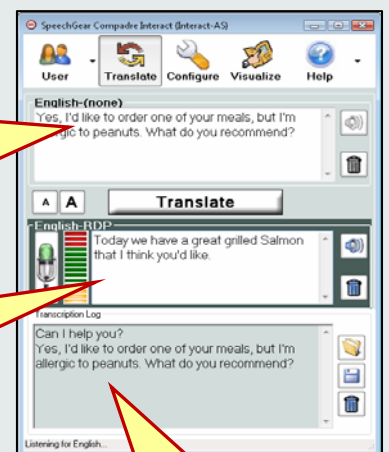 SpeechGear Compadre Interact (Interact-AS)
User Translate Configure Visualize Help
English-(none)
Yes, I'd like to order one of your meals, but I'm
allergic to peanuts. What do you recommend?
A A Translate
English-RDP
Today we have a great grilled Salmon
that I think you'd like.
Transcription Log
Can I help you?
Yes, I'd like to order one of your meals, but I'm
allergic to peanuts. What do you recommend?
Listening for English...